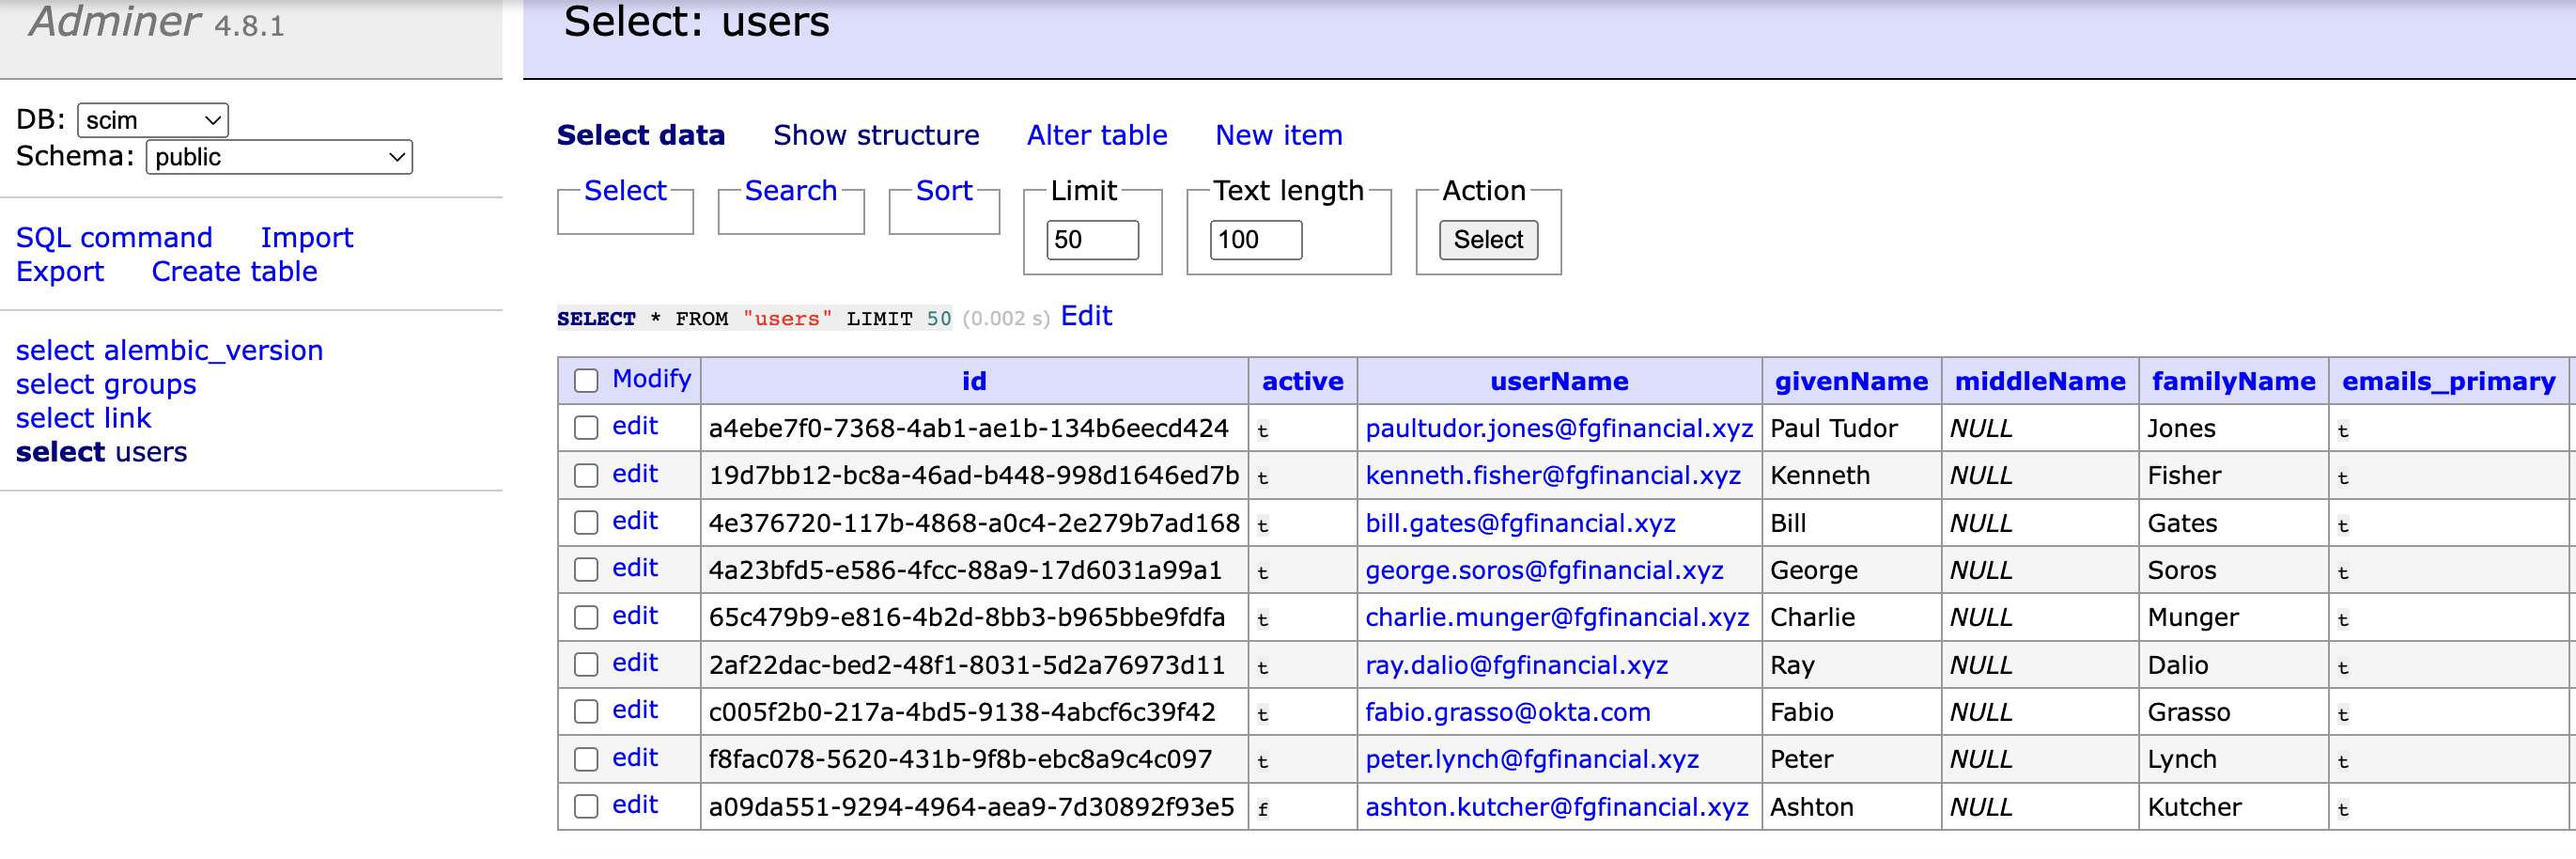 Adminer 4.8.1
Select: users
DB: scim
Schema: public
SQL command Import
Export Create table
select alembic_version
select groups
select link
select users
Select data Show structure Alter table New item
Select Search Sort Limit Text length Action
50 100 Select
SELECT * FROM "users" LIMIT 50 (0.002 s) Edit
Modify id active userName givenName middleName familyName emails_primary
edit a4ebe7f0-7368-4ab1-ae1b-134b6eecd424 t paultudor.jones@fgfinancial.xyz Paul Tudor NULL Jones t
edit 19d7bb12-bc8a-46ad-b448-998d1646ed7b t kenneth.fisher@fgfinancial.xyz Kenneth NULL Fisher t
edit 4e376720-117b-4868-a0c4-2e279b7ad168 t bill.gates@fgfinancial.xyz Bill NULL Gates t
edit 4a23bfd5-e586-4fcc-88a9-17d6031a99a1 t george.soros@fgfinancial.xyz George NULL Soros t
edit 65c479b9-e816-4b2d-8bb3-b965bbe9fdfa t charlie.munger@fgfinancial.xyz Charlie NULL Munger t
edit 2af22dac-bed2-48f1-8031-5d2a76973d11 t ray.dalio@fgfinancial.xyz Ray NULL Dalio t
edit c005f2b0-217a-4bd5-9138-4abcf6c39f42 t fabio.grasso@okta.com Fabio NULL Grasso t
edit f8fac078-5620-431b-9f8b-ebc8a9c4c097 t peter.lynch@fgfinancial.xyz Peter NULL Lynch t
edit a09da551-9294-4964-aea9-7d30892f93e5 f ashton.kutcher@fgfinancial.xyz Ashton NULL Kutcher t